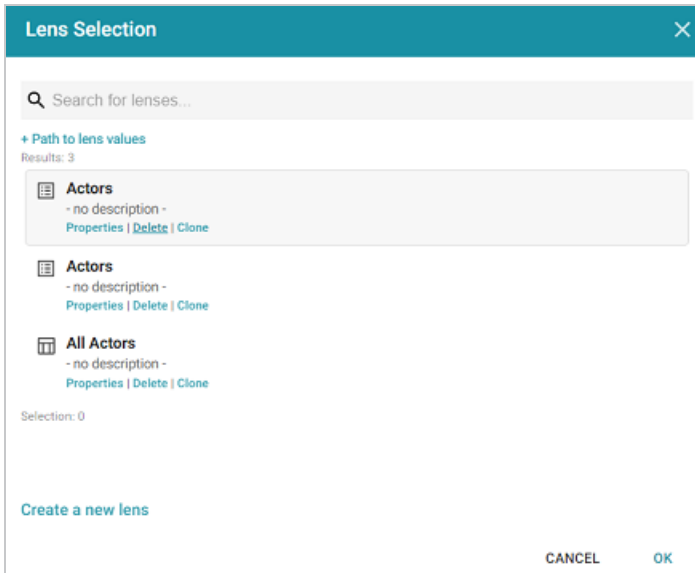 Lens Selection
Search for lenses...
+ Path to lens values
Results: 3
Actors
- no description -
Properties | Delete | Clone
Actors
- no description -
Properties | Delete | Clone
All Actors
- no description -
Properties | Delete | Clone
Selection: 0
Create a new lens
CANCEL OK